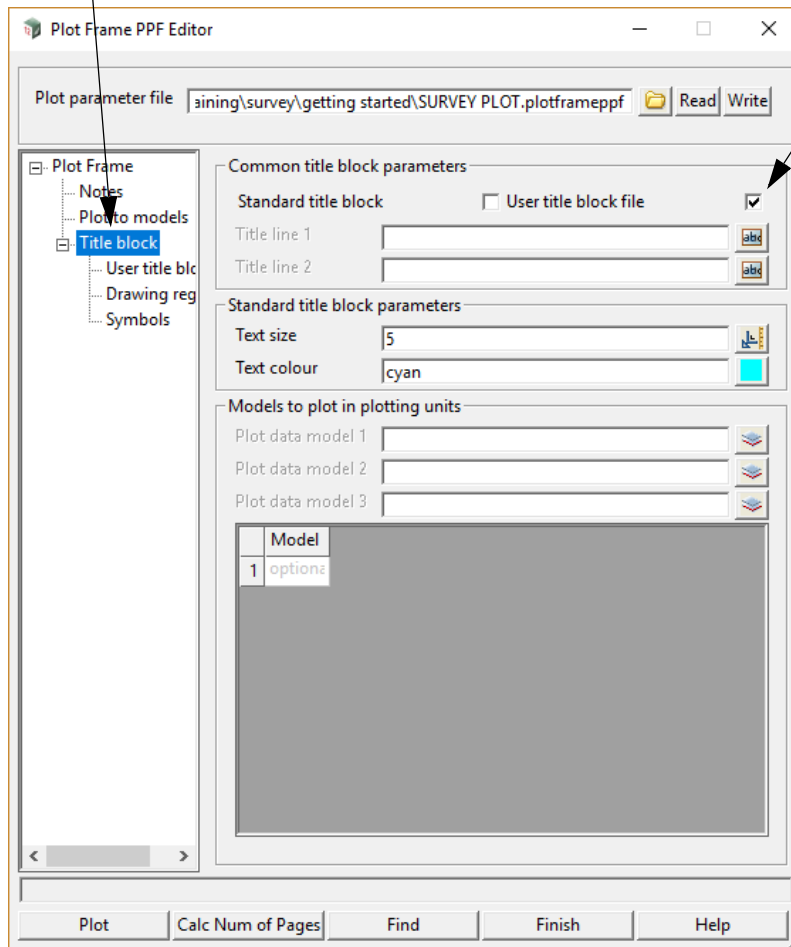 Plot Frame PPF Editor
Plot parameter file aining\survey\getting started\SURVEY PLOT.plotframeppf Read Write
Plot Frame
Notes
Plot to models
Title block
User title blc
Drawing reg
Symbols
Common title block parameters
Standard title block User title block file
Title line 1 abc
Title line 2 abc
Standard title block parameters
Text size 5
Text colour cyan
Models to plot in plotting units
Plot data model 1
Plot data model 2
Plot data model 3
Model
1 optiona
Plot Calc Num of Pages Find Finish Help